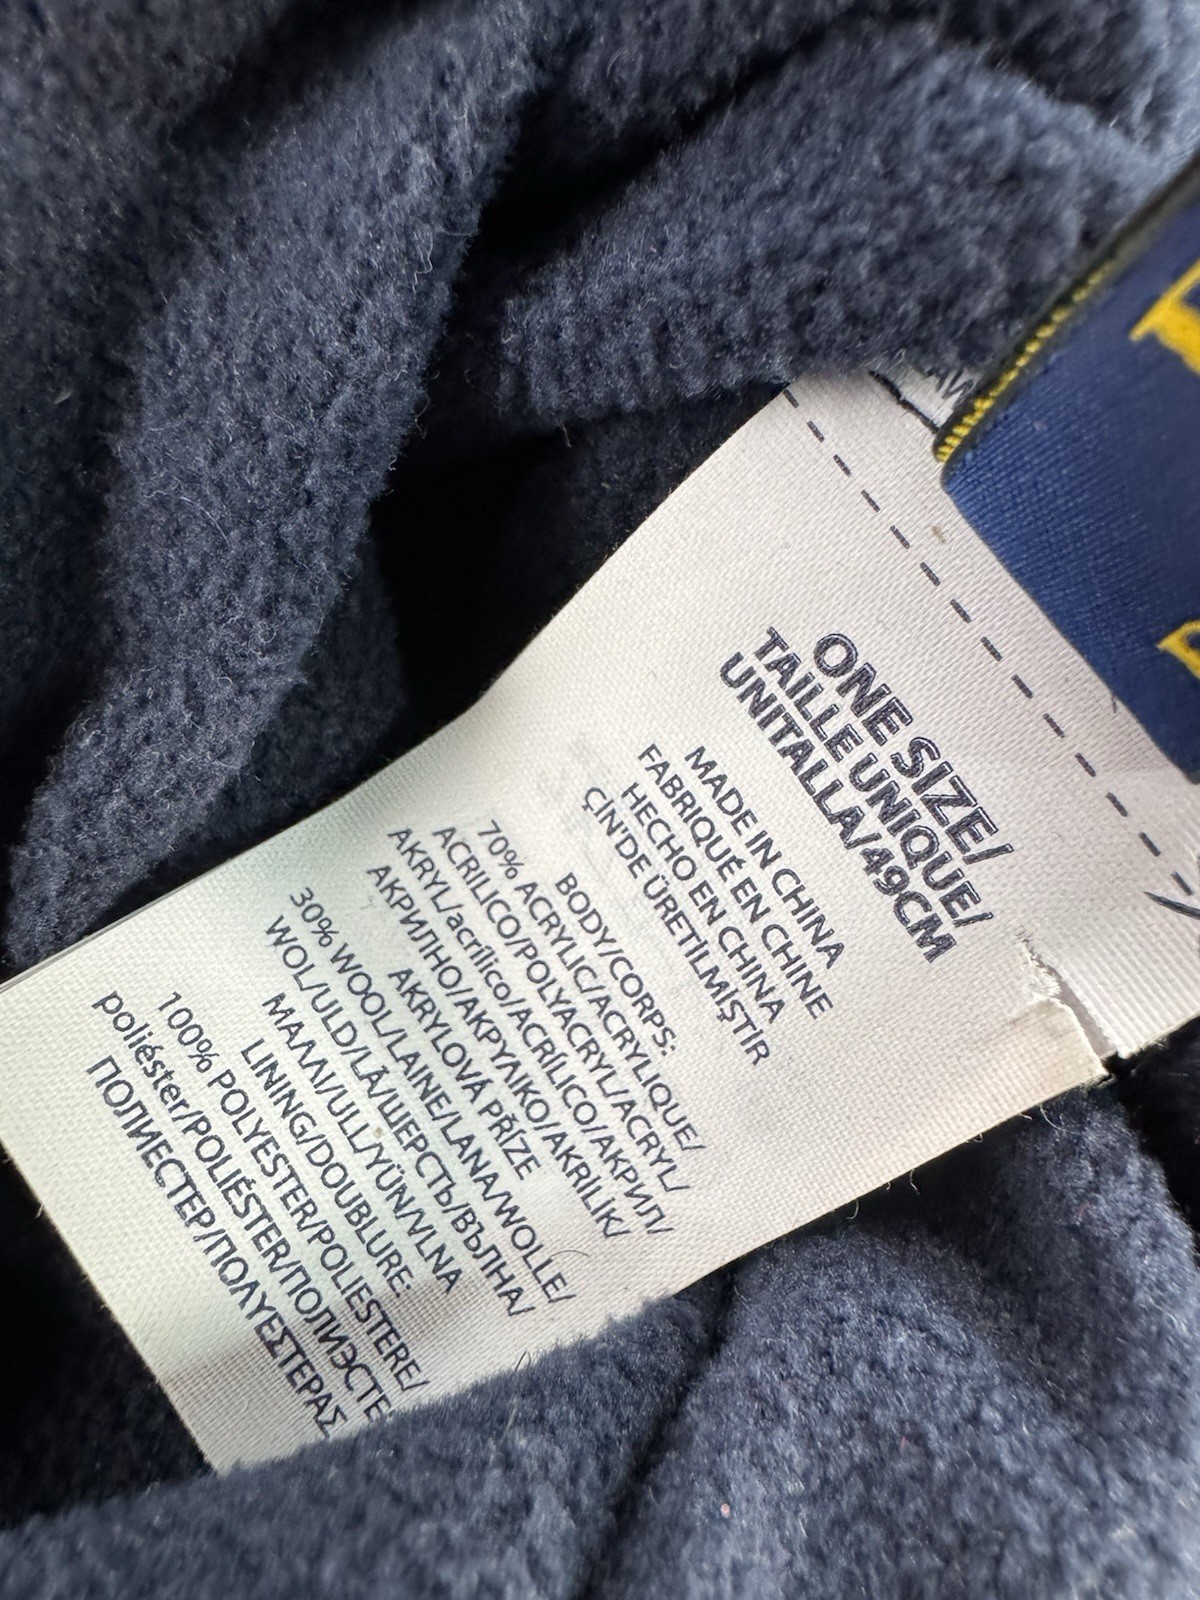 ONE SIZE/
TAILLE UNIQUE/
UNITALLA/49CM
MADE IN CHINA
FABRIQUÉ EN CHINE
HECHO EN CHINA
ÇİN'DE ÜRETİLMİŞTİR
BODY/CORPS:
70% ACRYLIC/ACRYLIQUE/
ACRILICO/POLYACRYL/ACRYL/
AKRYL/acrílico/ACRÍLICO/АКРИЛ/
АКРИЛНО/ΑΚΡΥΛΙΚΟ/AKRİLİK/
AKRYLOVÁ PŘÍZE
30% WOOL/LAINE/LANA/WOLLE/
WOL/ULD/LÃ/ШЕРСТЬ/ВЪЛНА/
ΜΑΛΛΙ/ULL/YÜN/VLNA
LINING/DOUBLURE:
100% POLYESTER/POLIESTERE/
poliéster/POLIÉSTER/ПОЛИЭСТЕ
ПОЛИЕСТЕР/ΠΟΛΥΕΣΤΕΡΑΣ